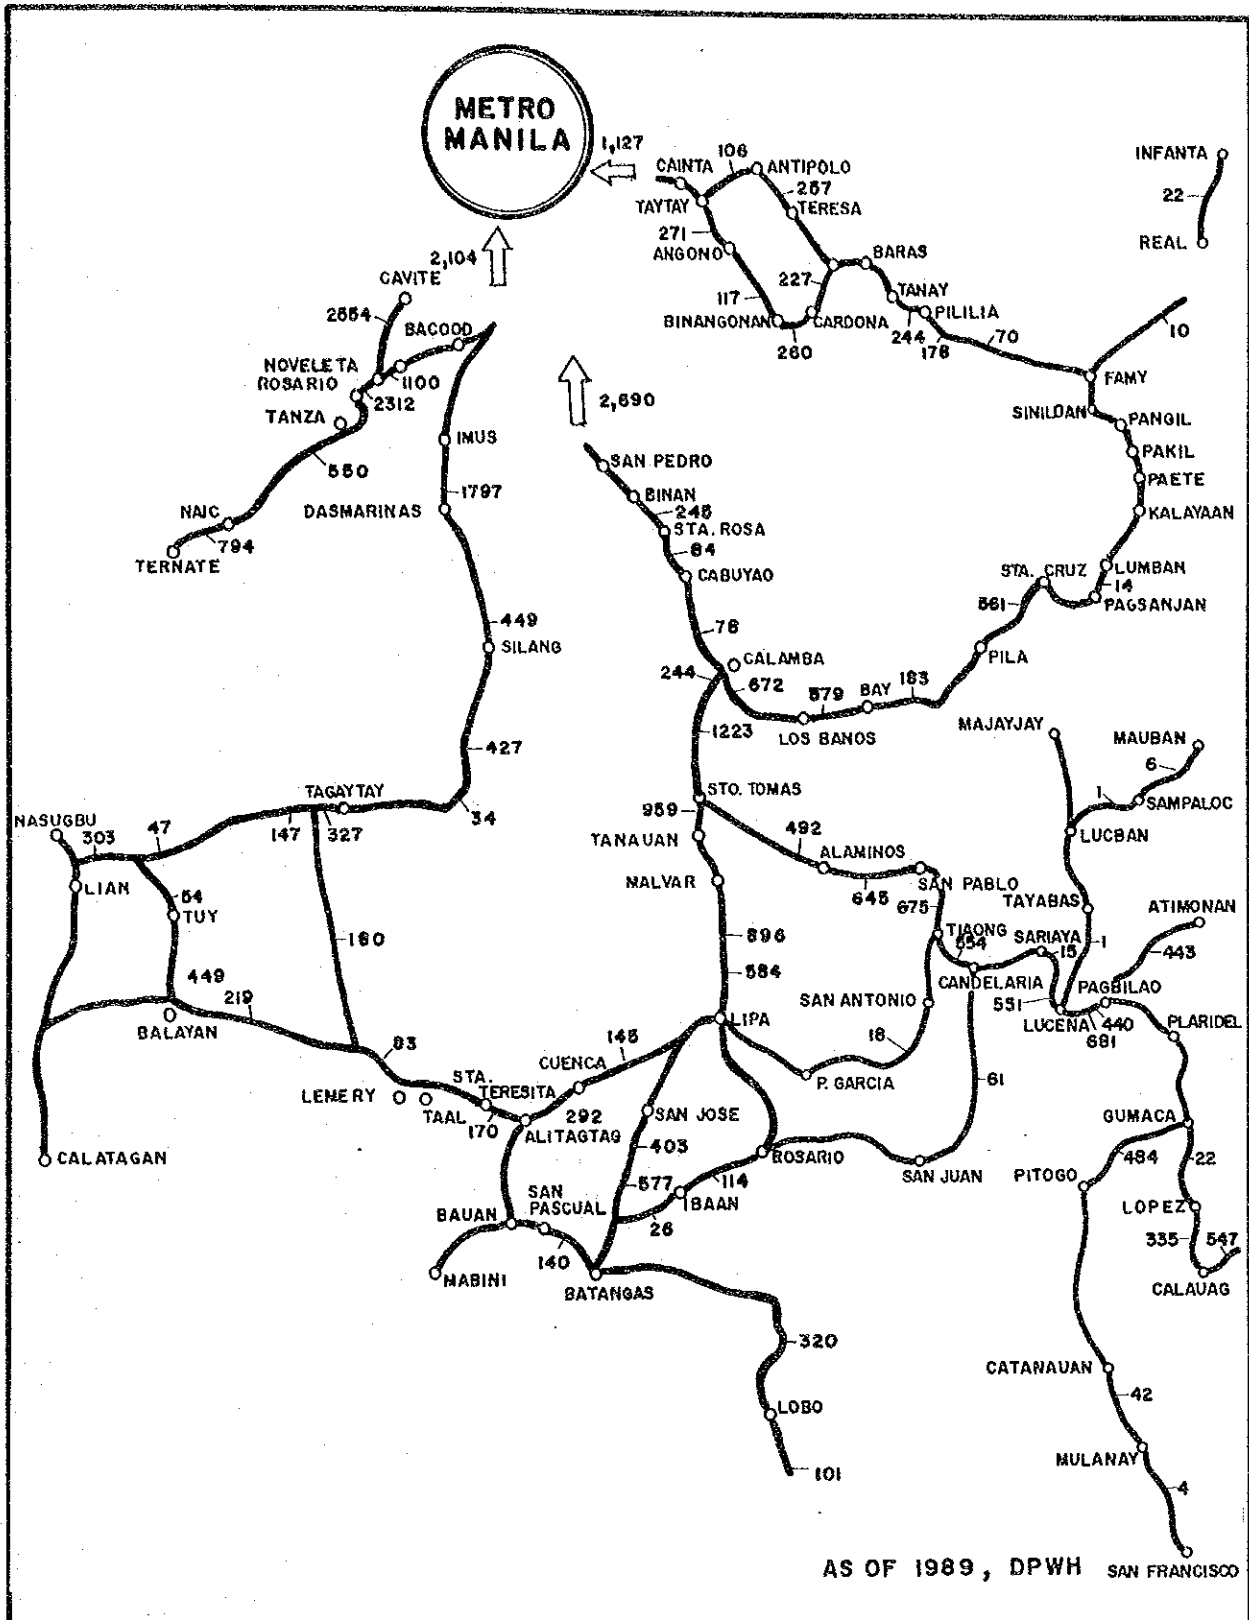 METRO
MANILA
1,127
106
CAINTA
ANTIPOLO
257
TAYTAY
TERESA
271
ANGONO
227
BARAS
TANAY
117
BINANGONAN
CARDONA
PILILIA
260
244
178
70
INFANTA
22
REAL
10
FAMY
SINILOAN
PANGIL
PAKIL
PAETE
KALAYAAN
LUMBAN
STA. CRUZ
14
PAGSANJAN
561
PILA
2,104
CAVITE
2554
BACOOD
NOVELETA
ROSARIO
1100
2312
TANZA
550
IMUS
1797
NAIC
DASMARINAS
794
TERNATE
449
SILANG
427
34
2,690
SAN PEDRO
BINAN
245
STA. ROSA
84
CABUYAO
78
CALAMBA
244
672
579
BAY
183
LOS BANOS
1223
MAJAYJAY
MAUBAN
6
1
SAMPALOC
LUCBAN
TAGAYTAY
NASUGBU
303
47
147
327
LIAN
54
TUY
180
449
219
BALAYAN
83
CALATAGAN
LEMERY
TAAL
STA.
TERESITA
170
ALITAGTAG
CUENCA
145
292
STO. TOMAS
959
TANAUAN
492
ALAMINOS
MALVAR
645
SAN PABLO
675
TIAONG
554
TAYABAS
ATIMONAN
SARIAYA
15
1
443
896
584
CANDELARIA
PAGBILAO
SAN ANTONIO
551
LUCENA
440
681
PLARIDEL
LIPA
18
P. GARCIA
61
SAN JOSE
403
577
ROSARIO
114
IBAAN
26
SAN JUAN
GUMACA
484
22
PITOGO
LOPEZ
335
547
CALAUAG
SAN
PASCUAL
BAUAN
140
MABINI
BATANGAS
320
LOBO
101
CATANAUAN
42
MULANAY
4
SAN FRANCISCO
AS OF 1989, DPWH